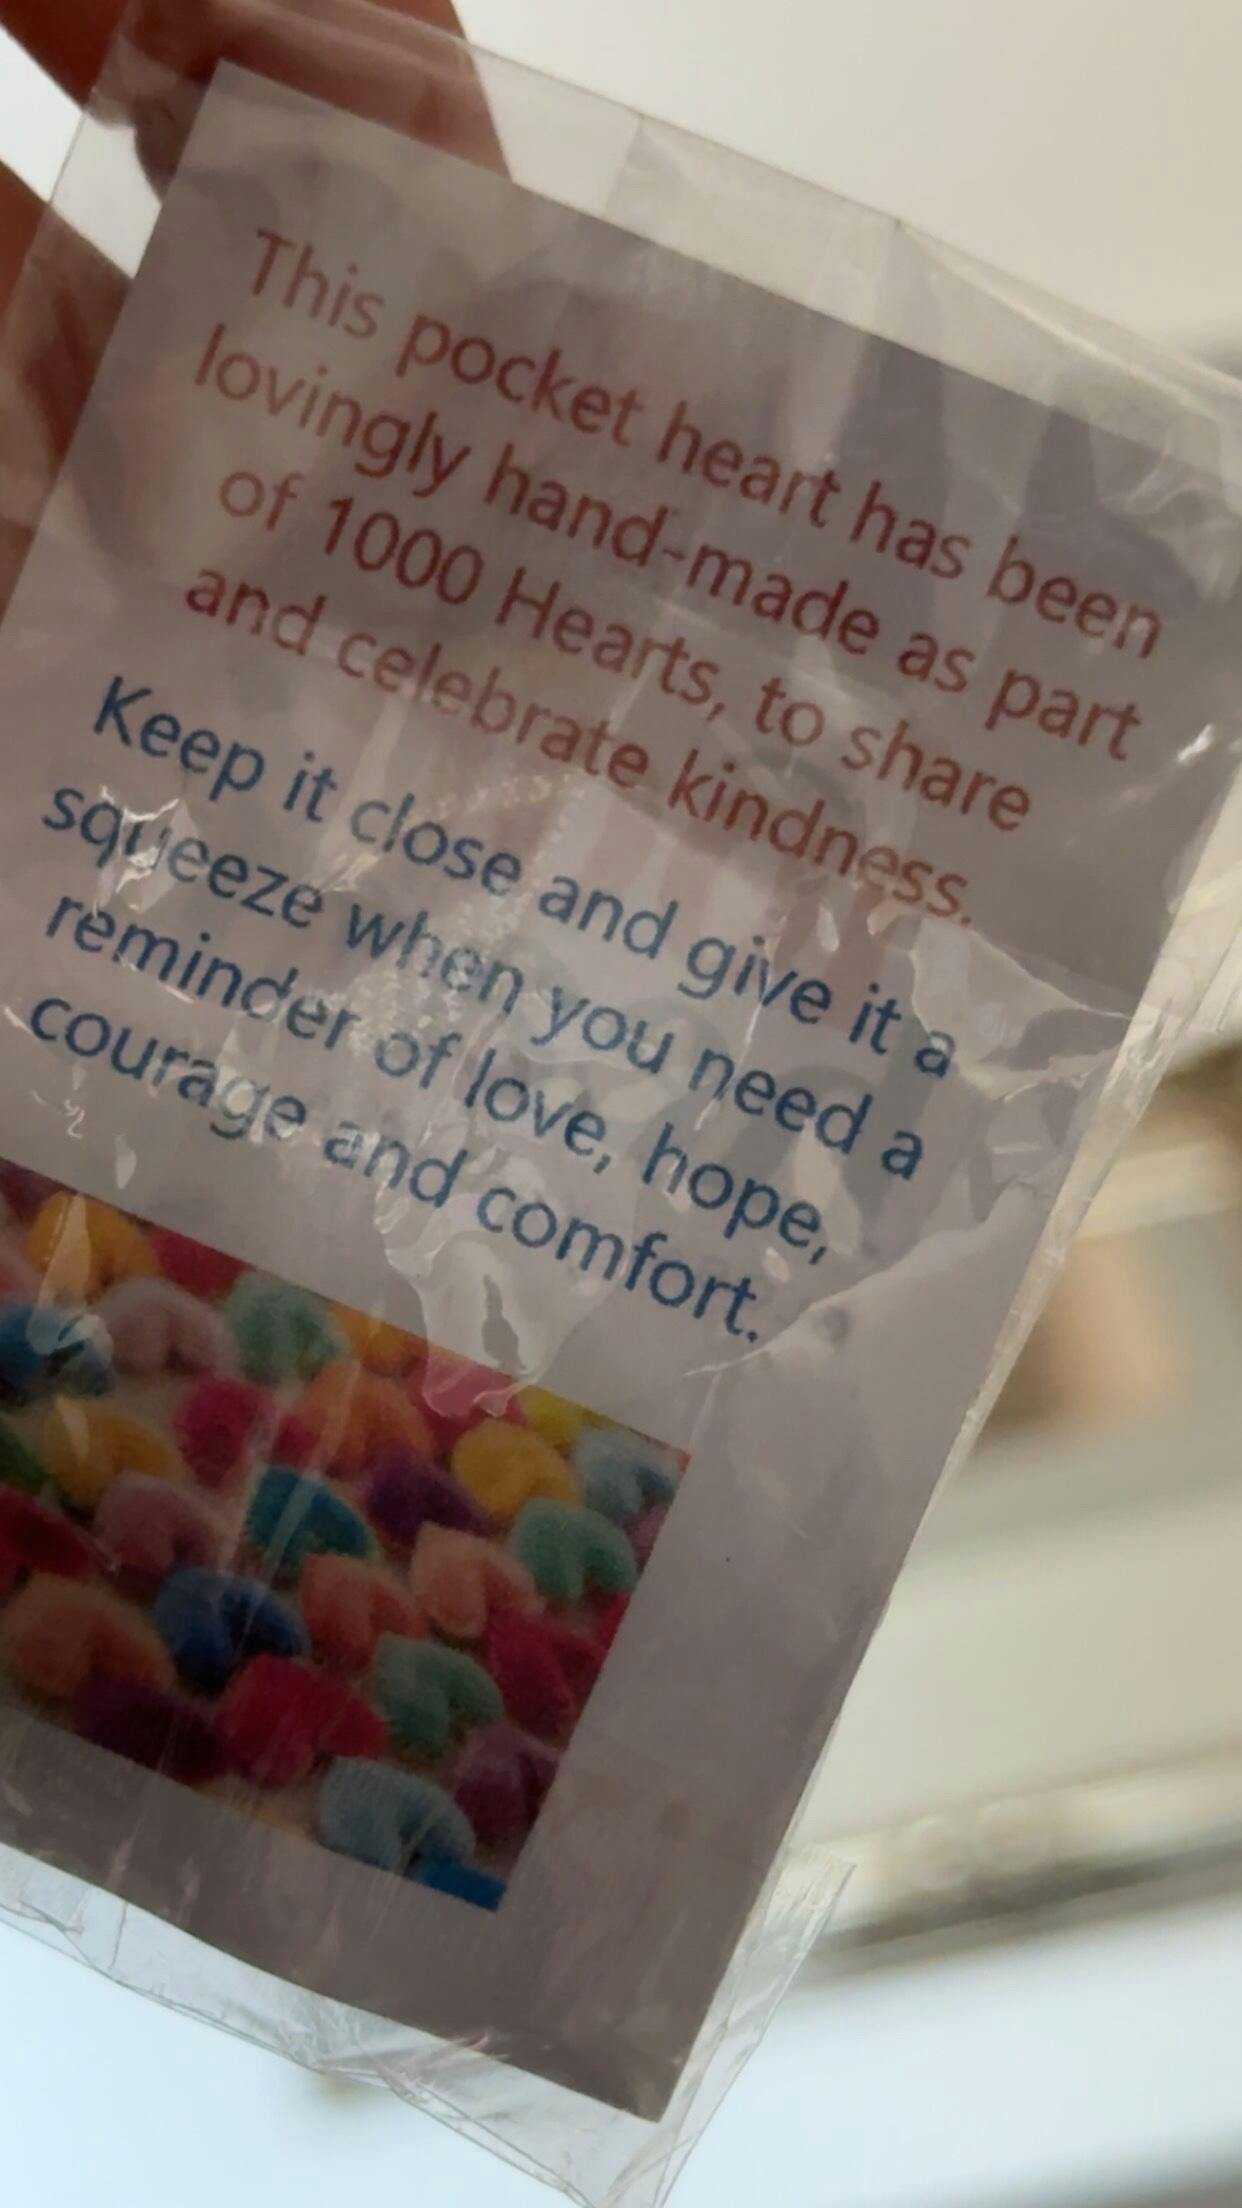 This pocket heart has been
lovingly hand-made as part
of 1000 Hearts, to share
and celebrate kindness.
Keep it close and give it a
squeeze when you need a
reminder of love, hope,
courage and comfort.